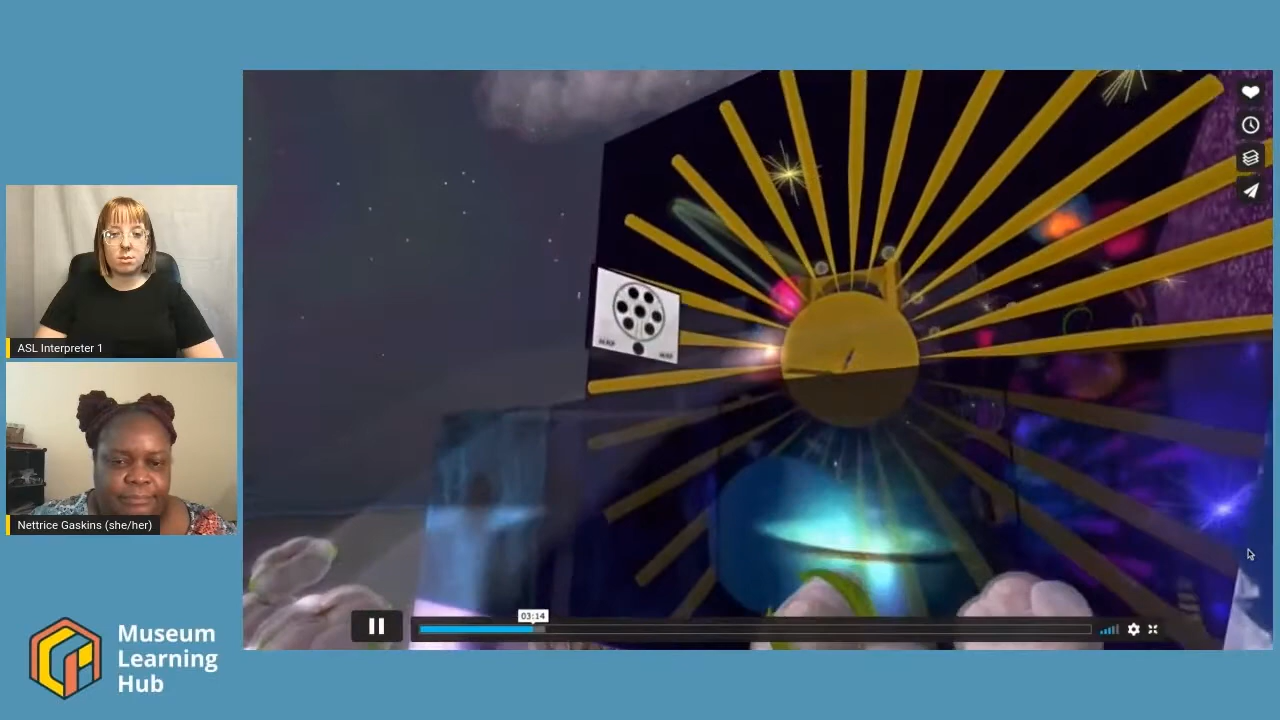 ASL Interpreter 1
Nettrice Gaskins (she/her)
Museum
Learning
Hub
03:14